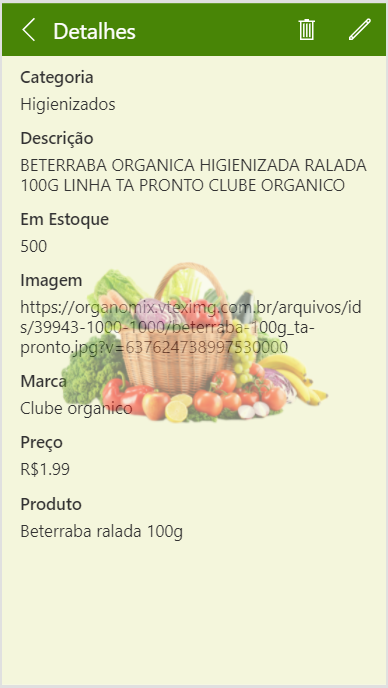 Detalhes
Categoria
Higienizados
Descrição
BETERRABA ORGANICA HIGIENIZADA RALADA
100G LINHA TA PRONTO CLUBE ORGANICO
Em Estoque
500
Imagem
https://organomix.vteximg.com.br/arquivos/id
s/39943-1000-1000/beterraba-100g_ta-
pronto.jpg?v=637624738997530000
Marca
Clube organico
Preço
R$1.99
Produto
Beterraba ralada 100g